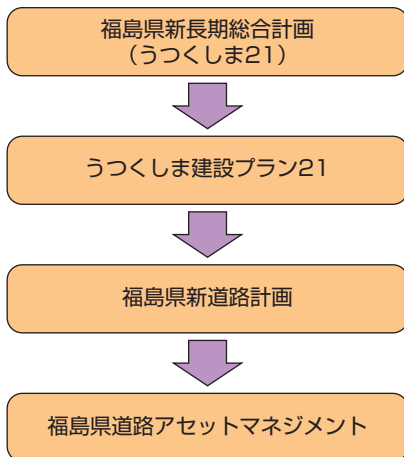 福島県新長期総合計画
（うつくしま21）
うつくしま建設プラン21
福島県新道路計画
福島県道路アセットマネジメント